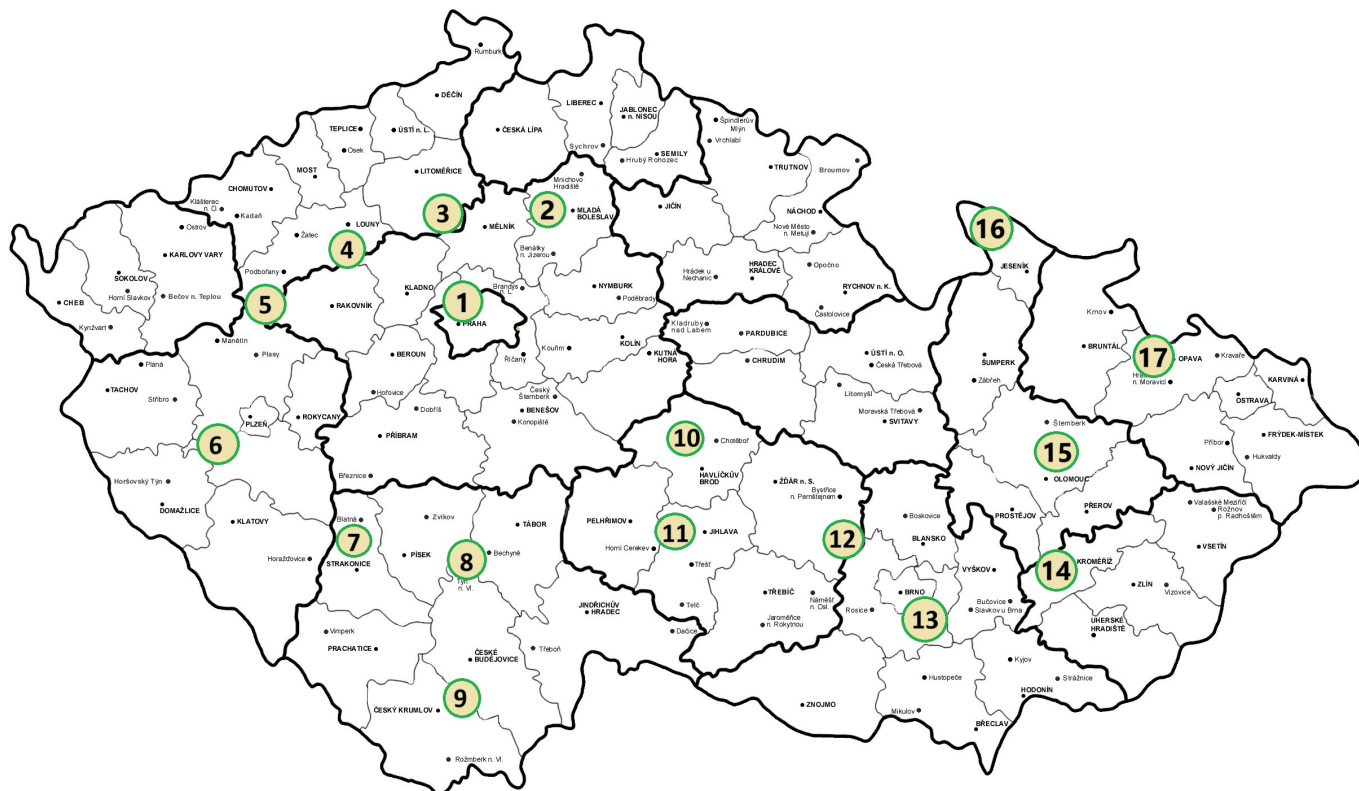 Rumburk
DĚČÍN
LIBEREC
JABLONEC
n. NISOU
Špindlerův
Mlýn
Vrchlabí
TEPLICE
ÚSTÍ n. L.
ČESKÁ LÍPA
Osek
Sychrov
SEMILY
Hrubý Rohozec
TRUTNOV
Broumov
MOST
LITOMĚŘICE
Mnichovo
Hradiště
CHOMUTOV
Klášterec
n. O.
Kadaň
3
2
MLADÁ
BOLESLAV
JIČÍN
NÁCHOD
Nové Město
n. Metují
16
Ostrov
LOUNY
Žatec
4
MĚLNÍK
Benátky
n. Jizerou
KARLOVY VARY
SOKOLOV
Horní Slavkov
Bečov n. Teplou
Podbořany
Hrádek u
Nechanic
HRADEC
KRÁLOVÉ
Opočno
RYCHNOV n. K.
Častolovice
JESENÍK
CHEB
Kynžvart
5
RAKOVNÍK
KLADNO
1
Brandýs
n. L.
PRAHA
NYMBURK
Poděbrady
Krnov
Manětín
Plasy
BEROUN
Říčany
Kouřim
KOLÍN
KUTNÁ
HORA
Kladruby
nad Labem
PARDUBICE
CHRUDIM
ÚSTÍ n. O.
Česká Třebová
ŠUMPERK
Zábřeh
BRUNTÁL
17
OPAVA
Kravaře
n. Moravicí
KARVINÁ
OSTRAVA
Planá
TACHOV
Stříbro
Hořovice
Dobříš
Český
Šternberk
BENEŠOV
Konopiště
Litomyšl
Moravská Třebová
SVITAVY
PLZEŇ
ROKYCANY
6
PŘÍBRAM
10
Chotěboř
Šternberk
15
Příbor
FRÝDEK-MÍSTEK
Hukvaldy
Horšovský Týn
DOMAŽLICE
Březnice
HAVLÍČKŮV
BROD
ŽĎÁR n. S.
Bystřice
n. Pernštejnem
OLOMOUC
NOVÝ JIČÍN
KLATOVY
Horažďovice
Blatná
7
STRAKONICE
Zvíkov
PÍSEK
8
Týn
n. Vl.
TÁBOR
Bechyně
PELHŘIMOV
Horní Cerekev
11
JIHLAVA
Třešť
12
Boskovice
BLANSKO
PROSTĚJOV
PŘEROV
Valašské Meziříčí
Rožnov
p. Radhoštěm
VSETÍN
VYŠKOV
14
KROMĚŘÍŽ
ZLÍN
Vizovice
JINDŘICHŮV
HRADEC
Telč
TŘEBÍČ
Náměšť
n. Osl.
Jaroměřice
n. Rokytnou
Rosice
BRNO
13
Bučovice
Slavkov u Brna
UHERSKÉ
HRADIŠTĚ
Vimperk
PRACHATICE
ČESKÉ
BUDĚJOVICE
Třeboň
Dačice
Kyjov
Strážnice
HODONÍN
9
ČESKÝ KRUMLOV
ZNOJMO
Hustopeče
Mikulov
BŘECLAV
Rožmberk n. Vl.